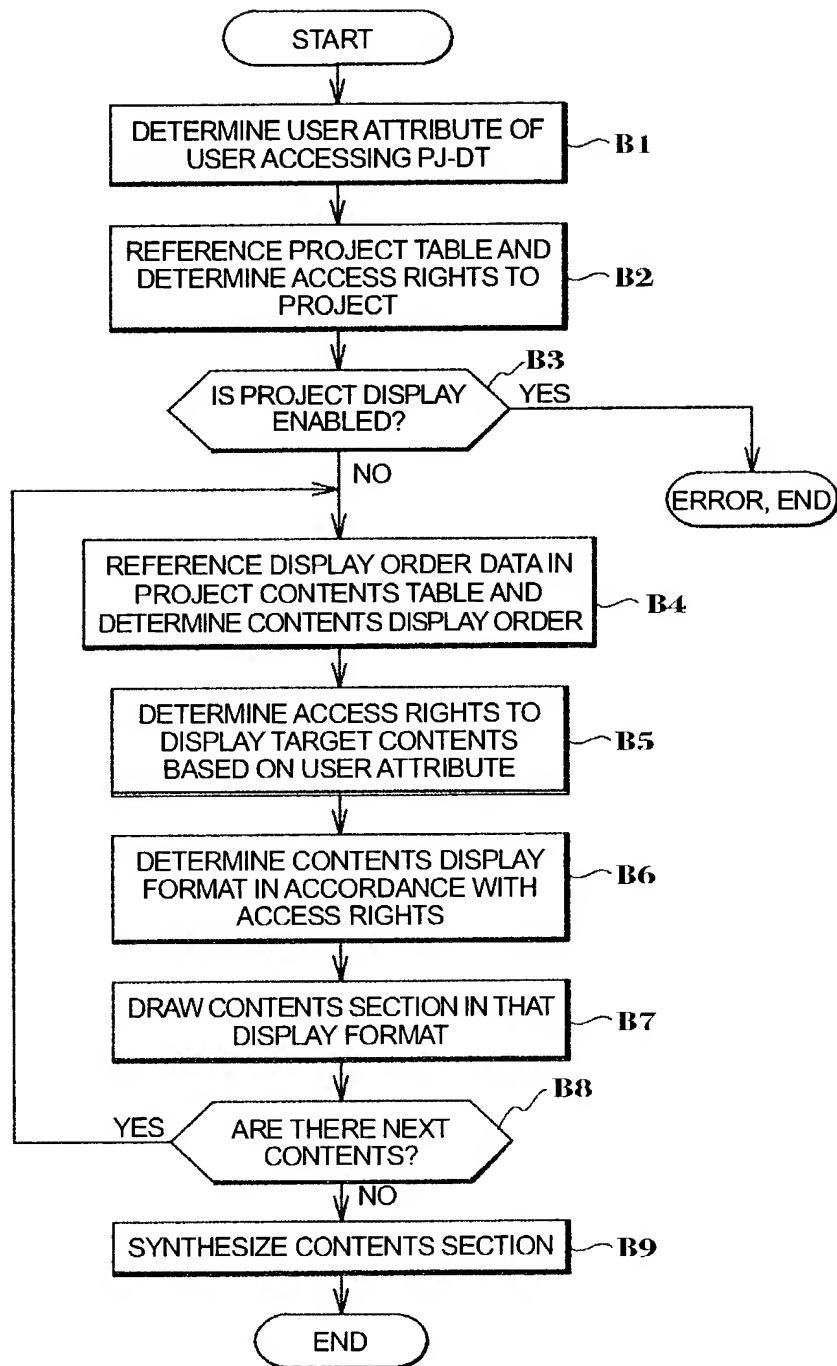 START
DETERMINE USER ATTRIBUTE OF
USER ACCESSING PJ-DT
B1
REFERENCE PROJECT TABLE AND
DETERMINE ACCESS RIGHTS TO
PROJECT
B2
B3
IS PROJECT DISPLAY
ENABLED?
YES
NO
ERROR, END
REFERENCE DISPLAY ORDER DATA IN
PROJECT CONTENTS TABLE AND
DETERMINE CONTENTS DISPLAY ORDER
B4
DETERMINE ACCESS RIGHTS TO
DISPLAY TARGET CONTENTS
BASED ON USER ATTRIBUTE
B5
DETERMINE CONTENTS DISPLAY
FORMAT IN ACCORDANCE WITH
ACCESS RIGHTS
B6
DRAW CONTENTS SECTION IN THAT
DISPLAY FORMAT
B7
B8
YES
ARE THERE NEXT
CONTENTS?
NO
SYNTHESIZE CONTENTS SECTION
B9
END